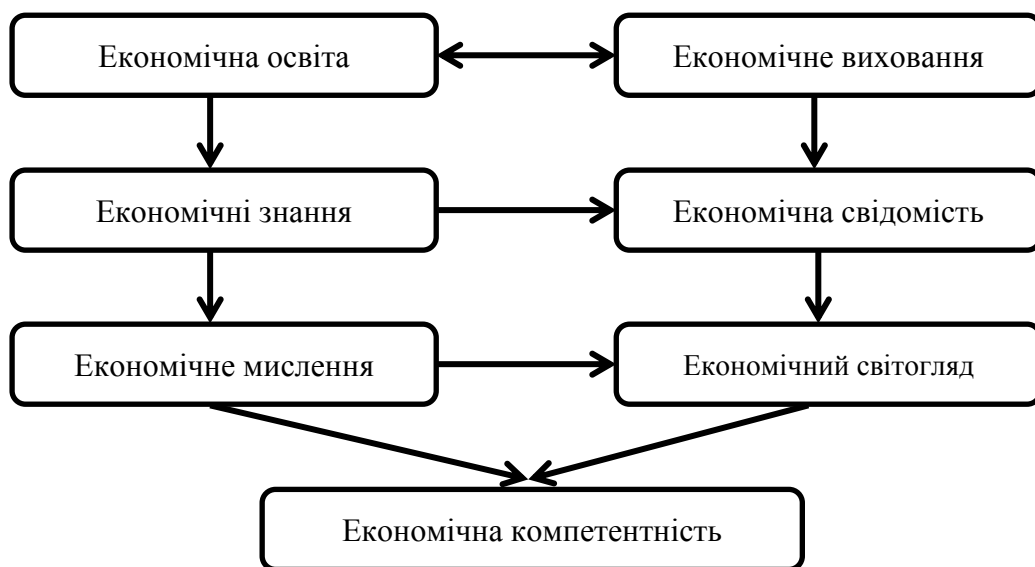 Економічна освіта
Економічне виховання
Економічні знання
Економічна свідомість
Економічне мислення
Економічний світогляд
Економічна компетентність